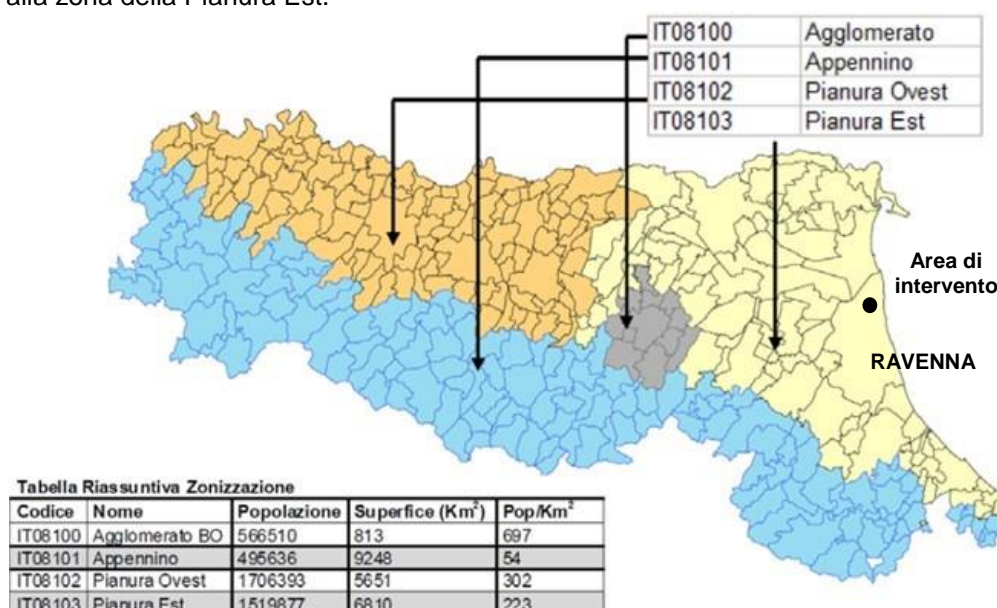 alla zona della Pianura Est.
IT08100 Agglomerato
IT08101 Appennino
IT08102 Pianura Ovest
IT08103 Pianura Est
Area di
intervento
RAVENNA
Tabella Riassuntiva Zonizzazione
Codice Nome Popolazione Superfice (Km²) Pop/Km²
IT08100 Agglomerato BO 566510 813 697
IT08101 Appennino 495636 9248 54
IT08102 Pianura Ovest 1706393 5651 302
IT08103 Pianura Est 1519877 6810 223